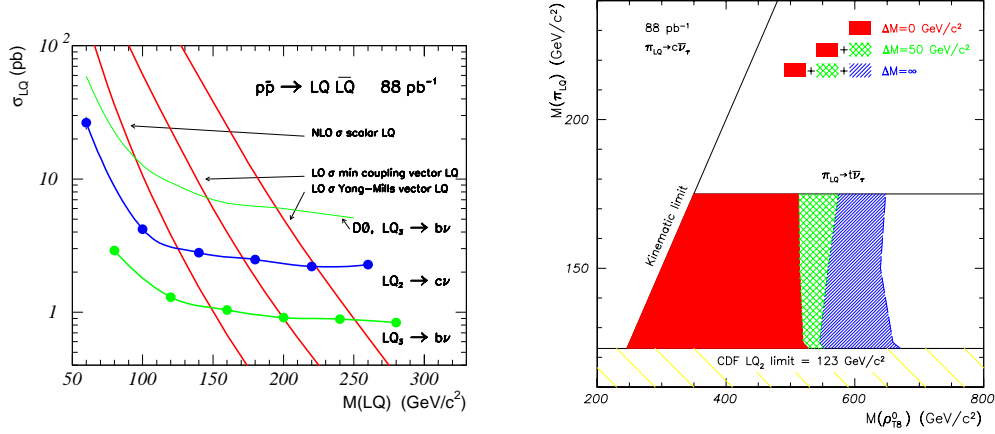 10²
σLQ (pb)
pp̄ → LQ L̅Q̅ 88 pb⁻¹
NLO σ scalar LQ
10
LO σ min coupling vector LQ
LO σ Yang-Mills vector LQ
DØ, LQ₃ → bν
LQ₂ → cν
1
LQ₃ → bν
50 100 150 200 250 300
M(LQ) (GeV/c²)
M(πLQ) (GeV/c²)
88 pb⁻¹
πLQ→cν̅τ
ΔM=0 GeV/c²
+ ΔM=50 GeV/c²
+ + ΔM=∞
200
πLQ→tν̅τ
Kinematic limit
150
CDF LQ₂ limit = 123 GeV/c²
200 400 600 800
M(ρ⁰T8) (GeV/c²)